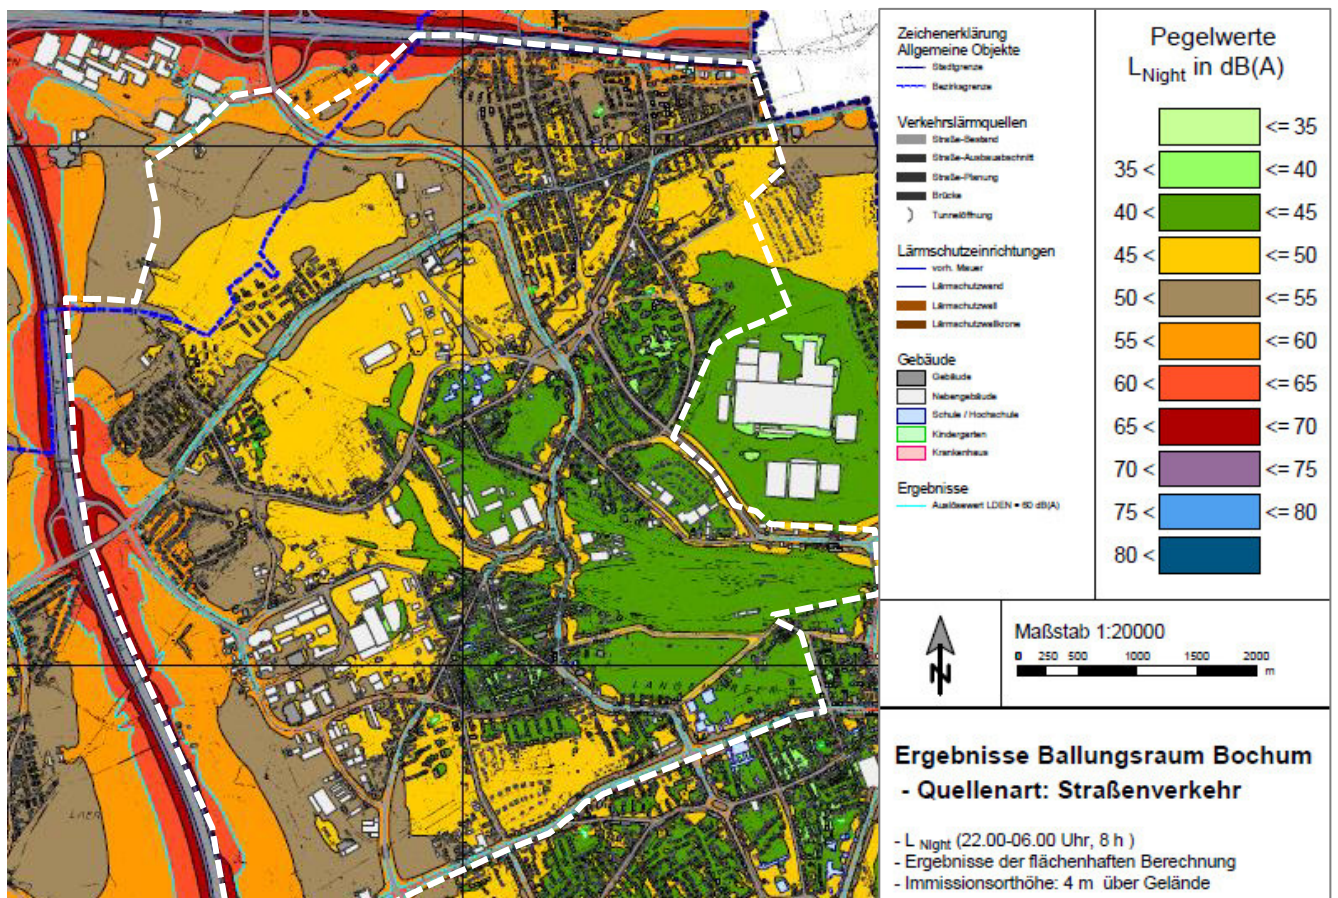 Zeichenerklärung
Allgemeine Objekte
Stadtgrenze
Bezirksgrenze
Verkehrslärmquellen
Straße-Bestand
Straße-Ausbauabschnitt
Straße-Planung
Brücke
Tunnelöffnung
Lärmschutzeinrichtungen
vorh. Mauer
Lärmschutzwand
Lärmschutzwall
Lärmschutzwallkrone
Gebäude
Gebäude
Nebengebäude
Schule / Hochschule
Kindergarten
Krankenhaus
Ergebnisse
Auslösewert LDEN = 60 dB(A)
Pegelwerte
L Night in dB(A)
<= 35
35 < <= 40
40 < <= 45
45 < <= 50
50 < <= 55
55 < <= 60
60 < <= 65
65 < <= 70
70 < <= 75
75 < <= 80
80 <
N
Maßstab 1:20000
0 250 500 1000 1500 2000
m
Ergebnisse Ballungsraum Bochum
- Quellenart: Straßenverkehr
- L Night (22.00-06.00 Uhr, 8 h )
- Ergebnisse der flächenhaften Berechnung
- Immissionsorthöhe: 4 m über Gelände
LAER